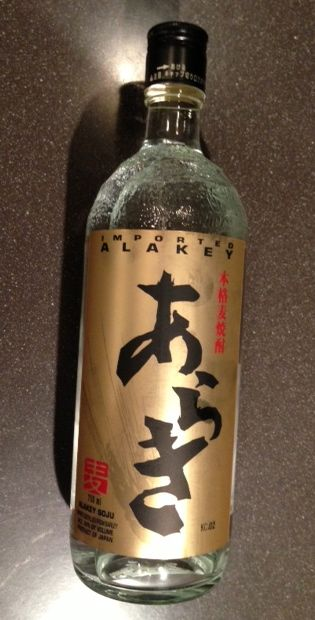 IMPORTED
ALAKEY
本格麦焼酎
あらき
麦
750 ml
ALAKEY SOJU
PRODUCT OF JAPAN